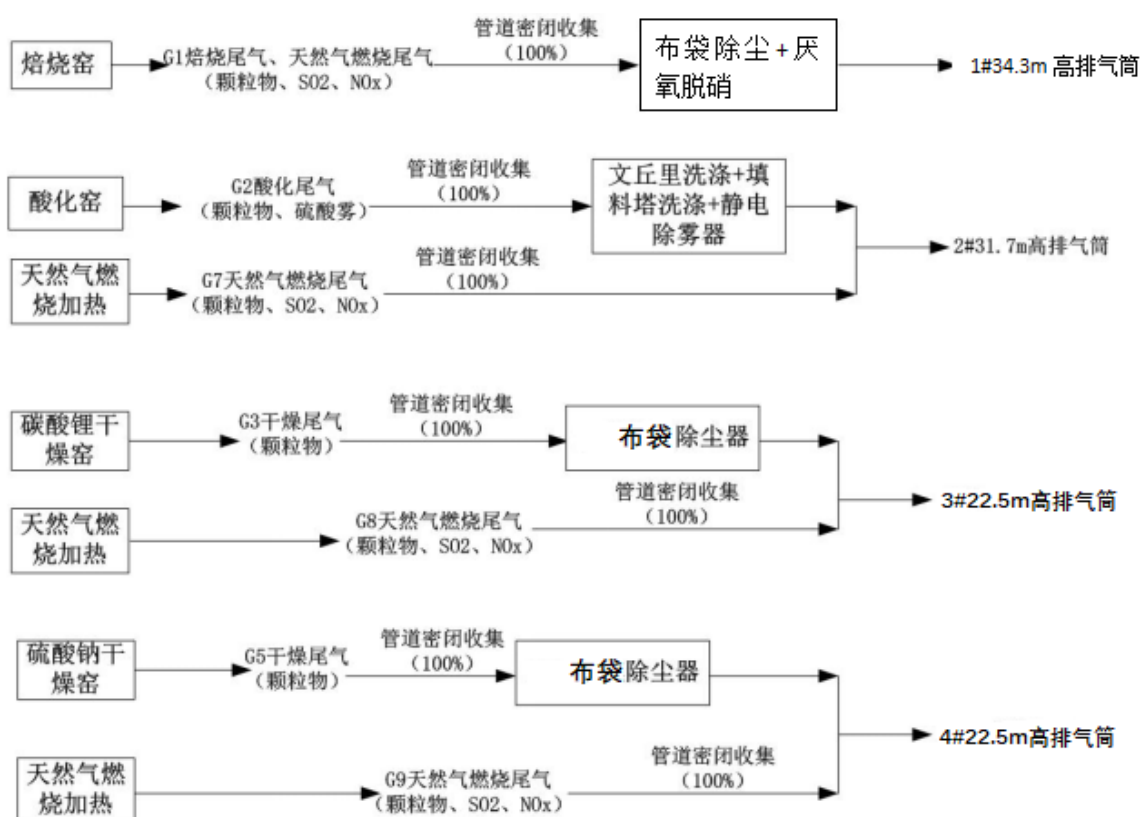 焙烧窑
G1焙烧尾气、天然气燃烧尾气
(颗粒物、SO2、NOx)
管道密闭收集
(100%)
布袋除尘+厌
氧脱硝
1#34.3m 高排气筒
酸化窑
G2酸化尾气
(颗粒物、硫酸雾)
管道密闭收集
(100%)
文丘里洗涤+填
料塔洗涤+静电
除雾器
2#31.7m高排气筒
天然气燃
烧加热
G7天然气燃烧尾气
(颗粒物、SO2、NOx)
管道密闭收集
(100%)
碳酸锂干
燥窑
G3干燥尾气
(颗粒物)
管道密闭收集
(100%)
布袋除尘器
3#22.5m高排气筒
天然气燃
烧加热
G8天然气燃烧尾气
(颗粒物、SO2、NOx)
管道密闭收集
(100%)
硫酸钠干
燥窑
G5干燥尾气
(颗粒物)
管道密闭收集
(100%)
布袋除尘器
4#22.5m高排气筒
天然气燃
烧加热
G9天然气燃烧尾气
(颗粒物、SO2、NOx)
管道密闭收集
(100%)